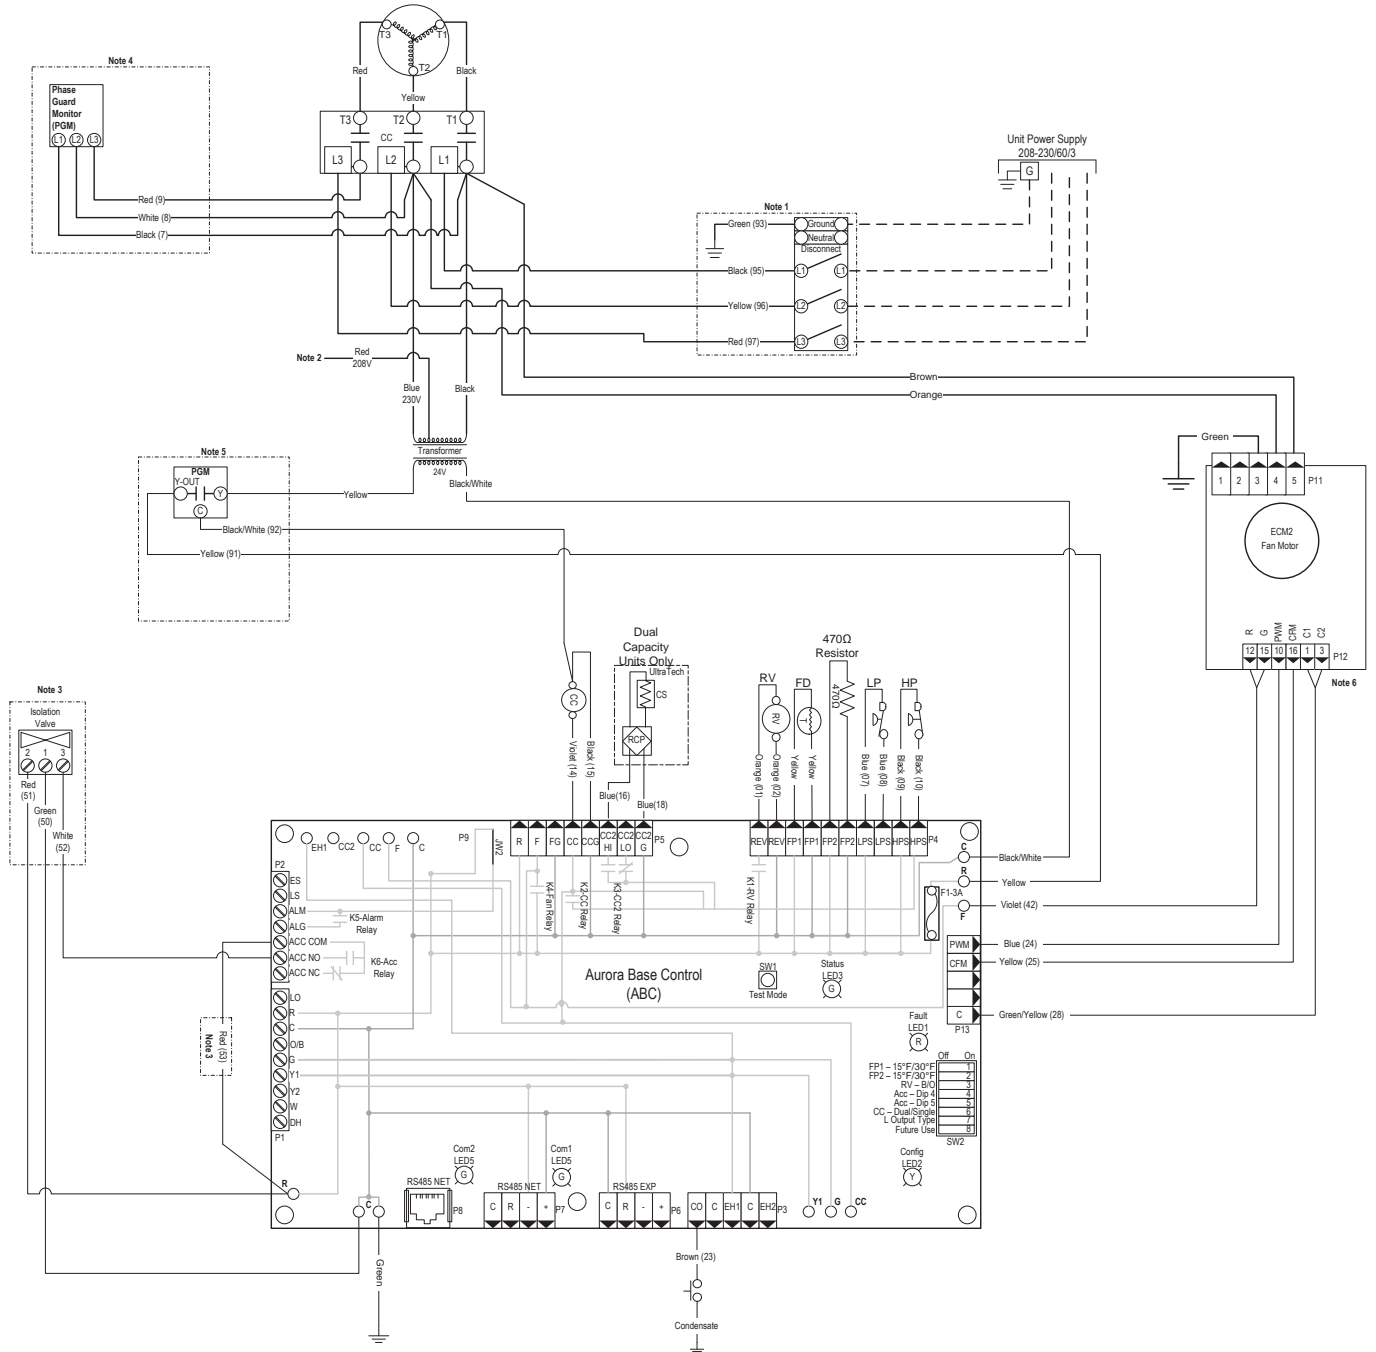 Note 4
Phase
Guard
Monitor
(PGM)
L1 L2 L3
T3 T1
T2
Red
Black
Yellow
T3 T2 T1
CC
L3 L2 L1
Red (9)
White (8)
Black (7)
Unit Power Supply
208-230/60/3
G
Note 1
Green (93)
Ground
Neutral
Disconnect
Black (95)
L1 L1
Yellow (96)
L2 L2
Red (97)
L3 L3
Note 2
Red
208V
Blue
230V
Black
Brown
Orange
Transformer
24V
Black/White
Yellow
Note 5
PGM
Y-OUT
Y
C
Black/White (92)
Yellow (91)
Green
1 2 3 4 5 P11
ECM2
Fan Motor
R G PWM CFM C1 C2
12 15 10 16 1 3 P12
Note 6
Note 3
Isolation
Valve
2 1 3
Red
(51)
Green
(50)
White
(52)
Dual
Capacity
Units Only
UltraTech
CS
RCP
CC
Violet (14)
Black (15)
Blue(16)
Blue(18)
470Ω
Resistor
470Ω
RV FD LP HP
RV
T
Orange (01)
Orange (02)
Yellow
Yellow
Blue (07)
Blue (08)
Black (09)
Black (10)
EH1 CC2 CC F C
P9
JW2
R F FG CC CCG CC2 HI CC2 LO CC2 G P5
REV REV FP1 FP1 FP2 FP2 LPS LPS HPS HPS P4
C
Black/White
R
Yellow
F1-3A
Violet (42)
F
PWM
Blue (24)
CFM
Yellow (25)
C
Green/Yellow (28)
P13
P2
ES
LS
ALM
ALG
ACC COM
ACC NO
ACC NC
K5-Alarm
Relay
K6-Acc
Relay
K4-Fan Relay
K2-CC Relay
K3-CC2 Relay
K1-RV Relay
Aurora Base Control
(ABC)
SW1
Test Mode
Status
LED3
G
Fault
LED1
R
LO
R
C
O/B
G
Y1
Y2
W
DH
P1
Red (53)
Note 3
Off On
FP1 – 15°F/30°F 1
FP2 – 15°F/30°F 2
RV – B/O 3
Acc – Dip 4 4
Acc – Dip 5 5
CC – Dual/Single 6
L Output Type 7
Future Use 8
SW2
Config
LED2
Y
Com2
LED5
G
Com1
LED5
G
R
C
RS485 NET
P8
RS485 NET
C R - + P7
RS485 EXP
C R - + P6
CO C EH1 C EH2 P3
Y1 G CC
Green
Brown (23)
Condensate